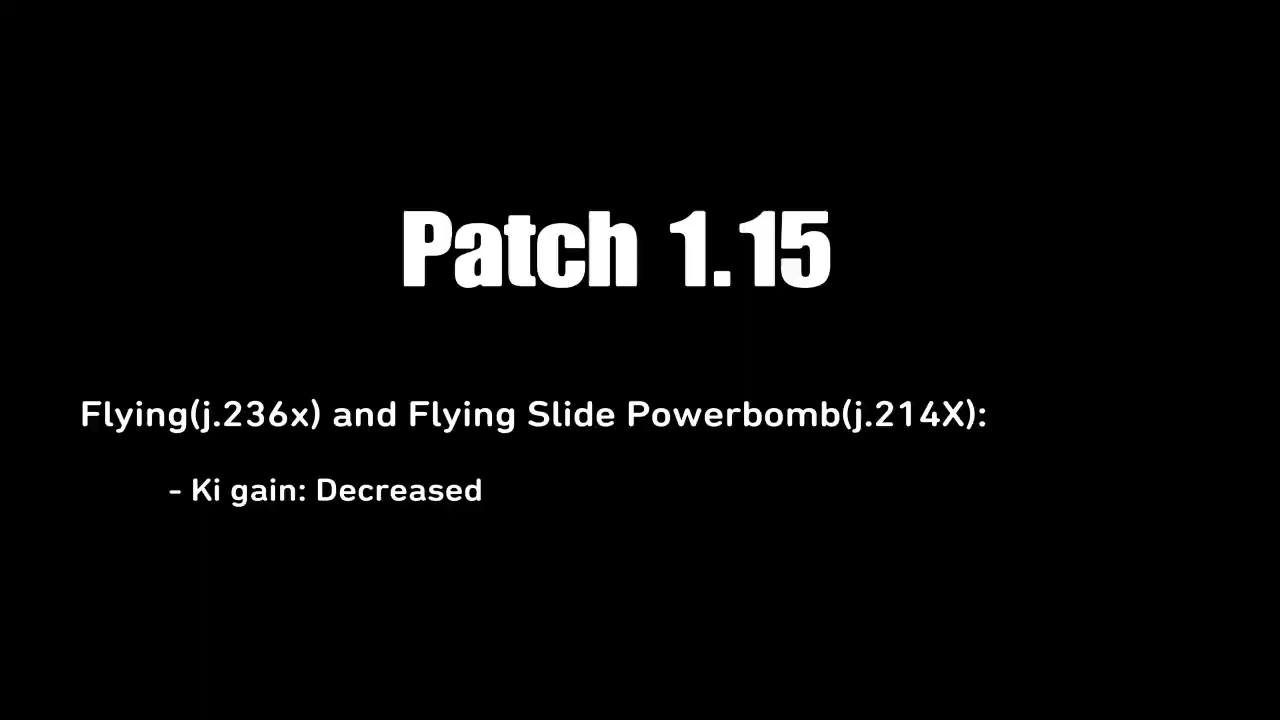 Patch 1.15
Flying(j.236x) and Flying Slide Powerbomb(j.214X):
- Ki gain: Decreased